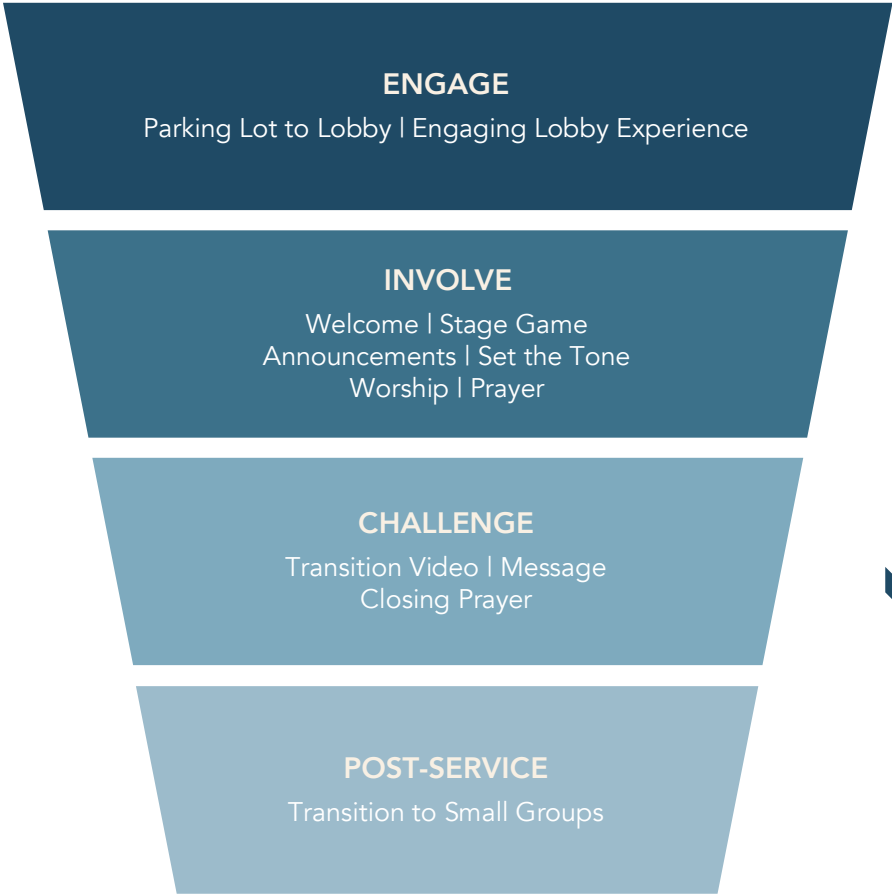 ENGAGE
Parking Lot to Lobby | Engaging Lobby Experience
INVOLVE
Welcome | Stage Game
Announcements | Set the Tone
Worship | Prayer
CHALLENGE
Transition Video | Message
Closing Prayer
POST-SERVICE
Transition to Small Groups